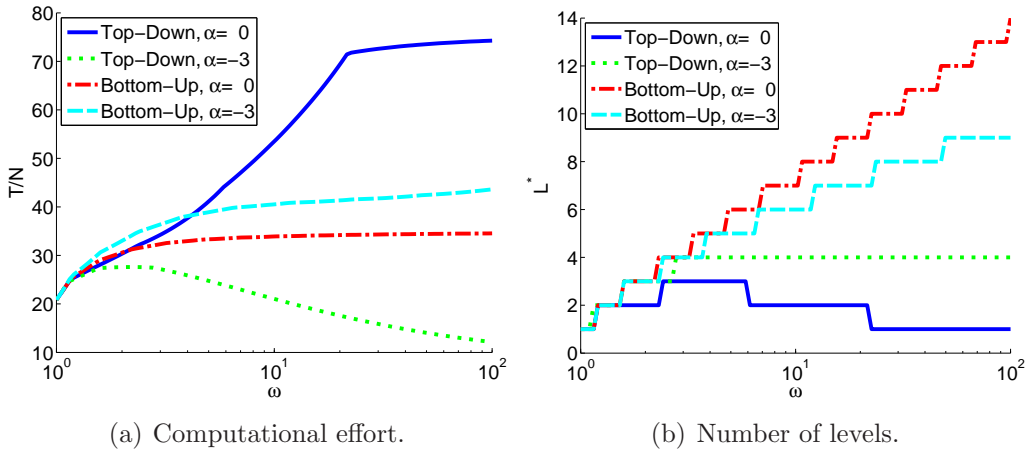 80
70
60
50
40
30
20
10
T/N
Top−Down, α= 0
Top−Down, α=−3
Bottom−Up, α= 0
Bottom−Up, α=−3
10^0
10^1
10^2
ω
(a) Computational effort.
14
12
10
8
6
4
2
0
L*
Top−Down, α= 0
Top−Down, α=−3
Bottom−Up, α= 0
Bottom−Up, α=−3
10^0
10^1
10^2
ω
(b) Number of levels.